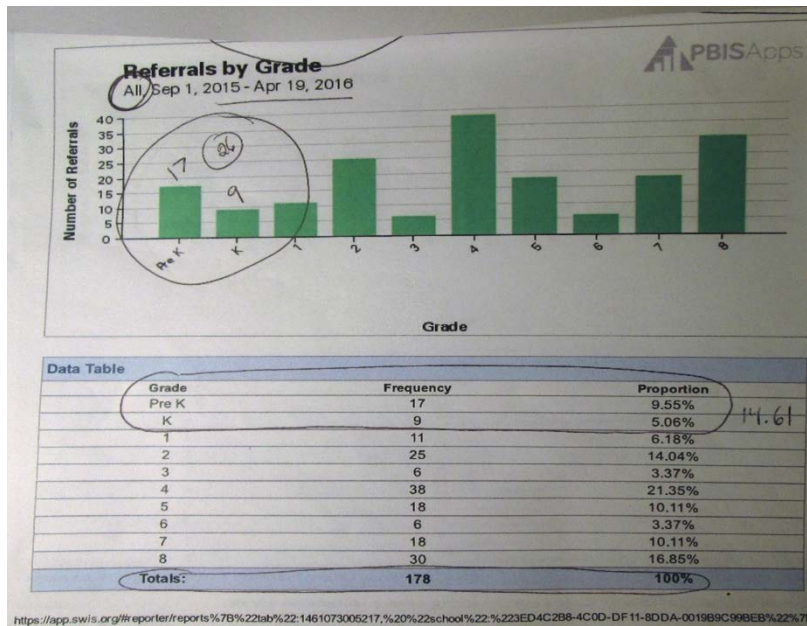 PBISApps
Referrals by Grade
All, Sep 1, 2015 - Apr 19, 2016
Number of Referrals
40
35
30
25
20
15
10
5
0
17
26
9
Pre K
K
1
2
3
4
5
6
7
8
Grade
Data Table
Grade Frequency Proportion
Pre K 17 9.55%
K 9 5.06%
14.61
1 11 6.18%
2 25 14.04%
3 6 3.37%
4 38 21.35%
5 18 10.11%
6 6 3.37%
7 18 10.11%
8 30 16.85%
Totals: 178 100%
https://app.swis.org/#reporter/reports%7B%22tab%22:1461073005217,%20%22school%22:%223ED4C2B8-4C0D-DF11-8DDA-0019B9C99BEB%22%7